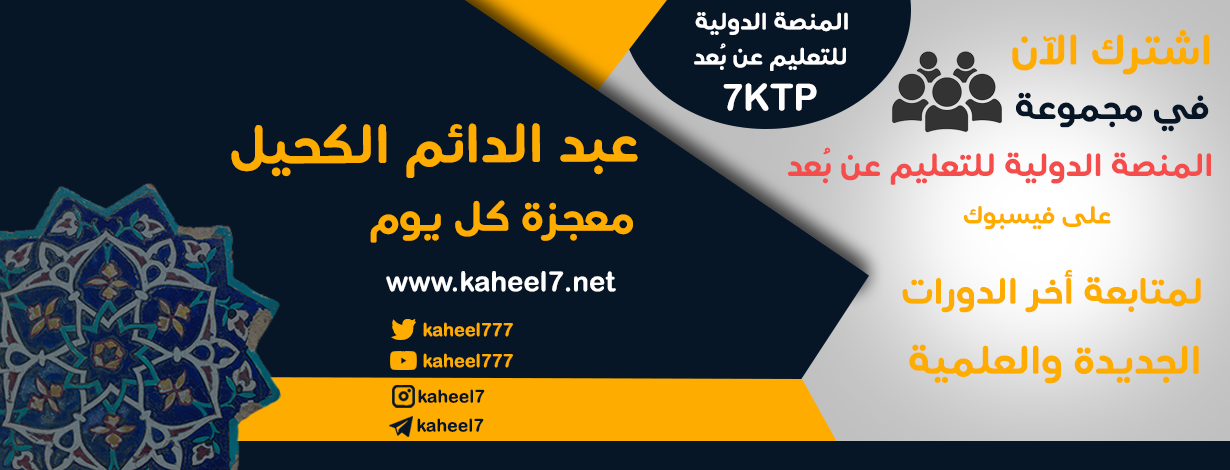 المنصة الدولية
للتعليم عن بُعد
7KTP
اشترك الآن
في مجموعة
المنصة الدولية للتعليم عن بُعد
على فيسبوك
لمتابعة أخر الدورات
الجديدة والعلمية
عبد الدائم الكحيل
معجزة كل يوم
www.kaheel7.net
kaheel777
kaheel777
kaheel7
kaheel7